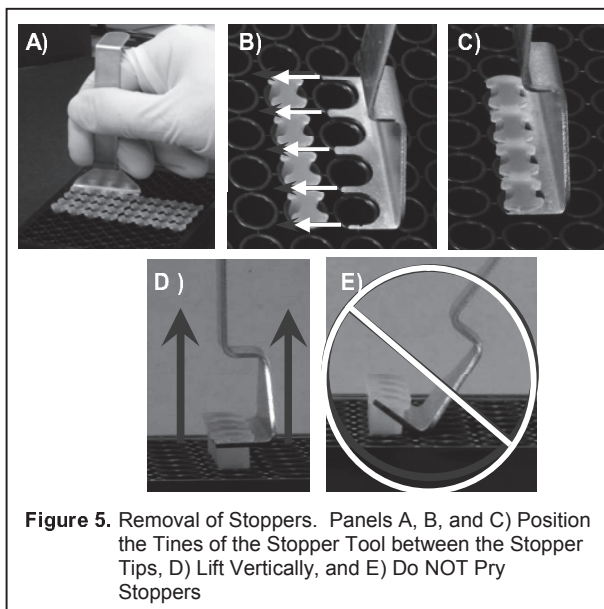 A)
B)
C)
D )
E)
Figure 5. Removal of Stoppers. Panels A, B, and C) Position
the Tines of the Stopper Tool between the Stopper
Tips, D) Lift Vertically, and E) Do NOT Pry
Stoppers